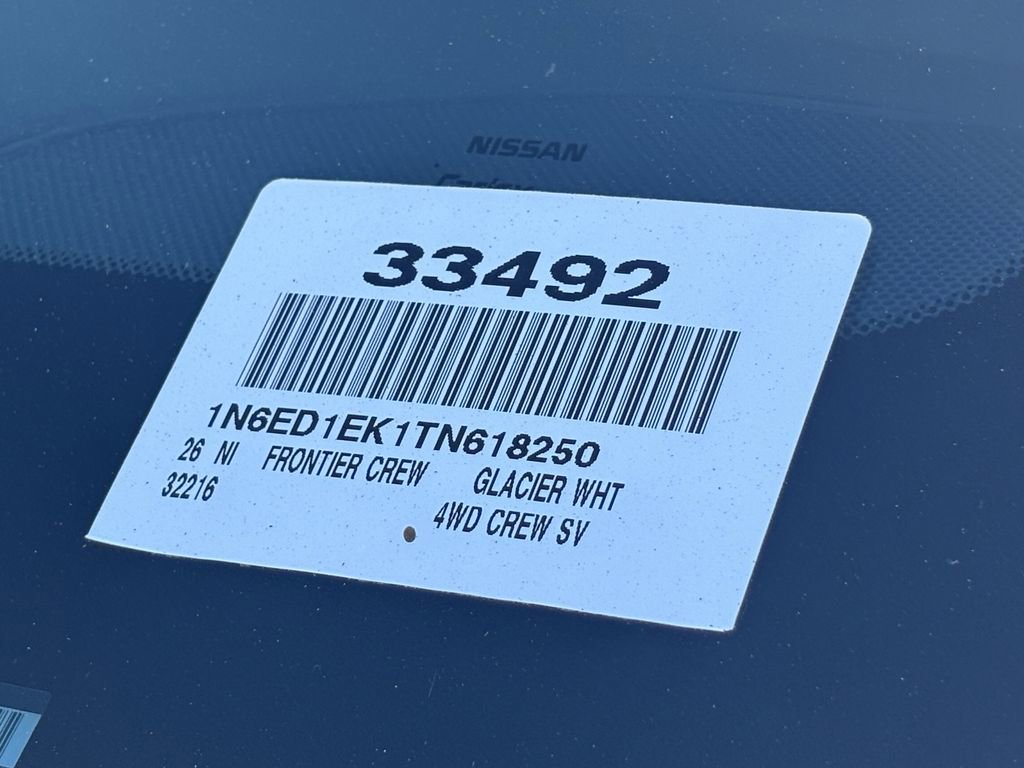 NISSAN
33492
1N6ED1EK1TN618250
26 NI FRONTIER CREW GLACIER WHT
32216 4WD CREW SV